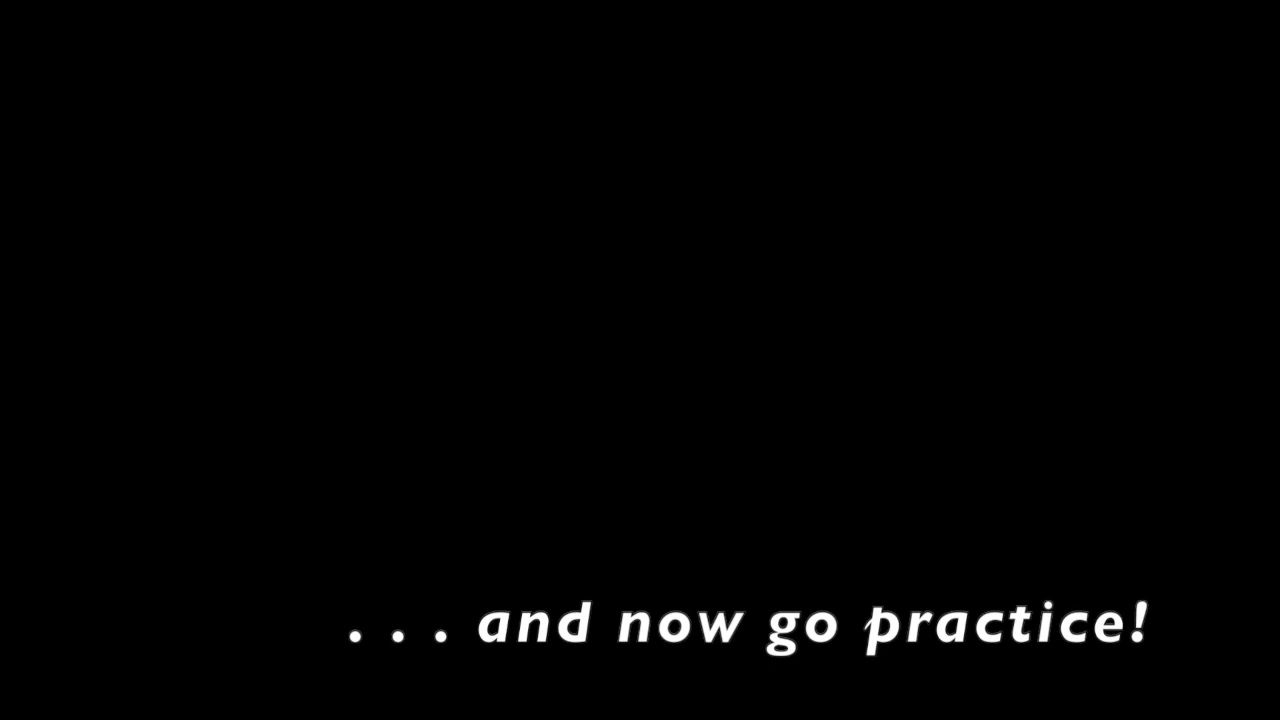 . . . and now go practice!